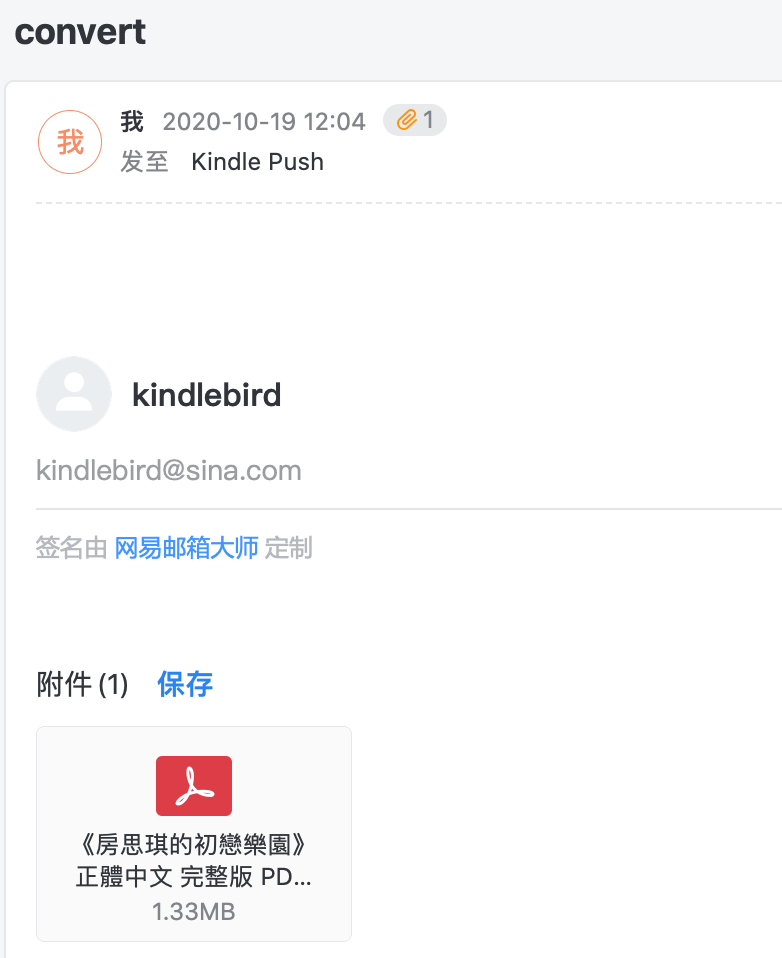 convert
我 2020-10-19 12:04 1
我
发至 Kindle Push
kindlebird
kindlebird@sina.com
签名由 网易邮箱大师 定制
附件 (1) 保存
《房思琪的初戀樂園》
正體中文 完整版 PD...
1.33MB